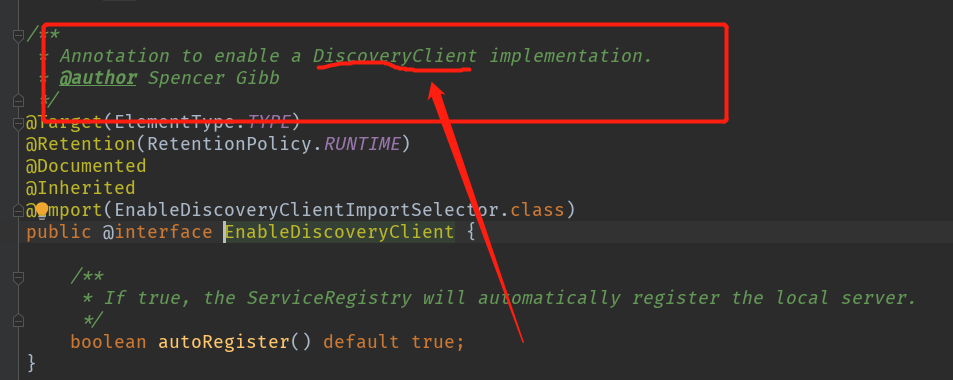 /**
* Annotation to enable a DiscoveryClient implementation.
* @author Spencer Gibb
*/
@Target(ElementType.TYPE)
@Retention(RetentionPolicy.RUNTIME)
@Documented
@Inherited
@Import(EnableDiscoveryClientImportSelector.class)
public @interface EnableDiscoveryClient {
/**
* If true, the ServiceRegistry will automatically register the local server.
*/
boolean autoRegister() default true;
}